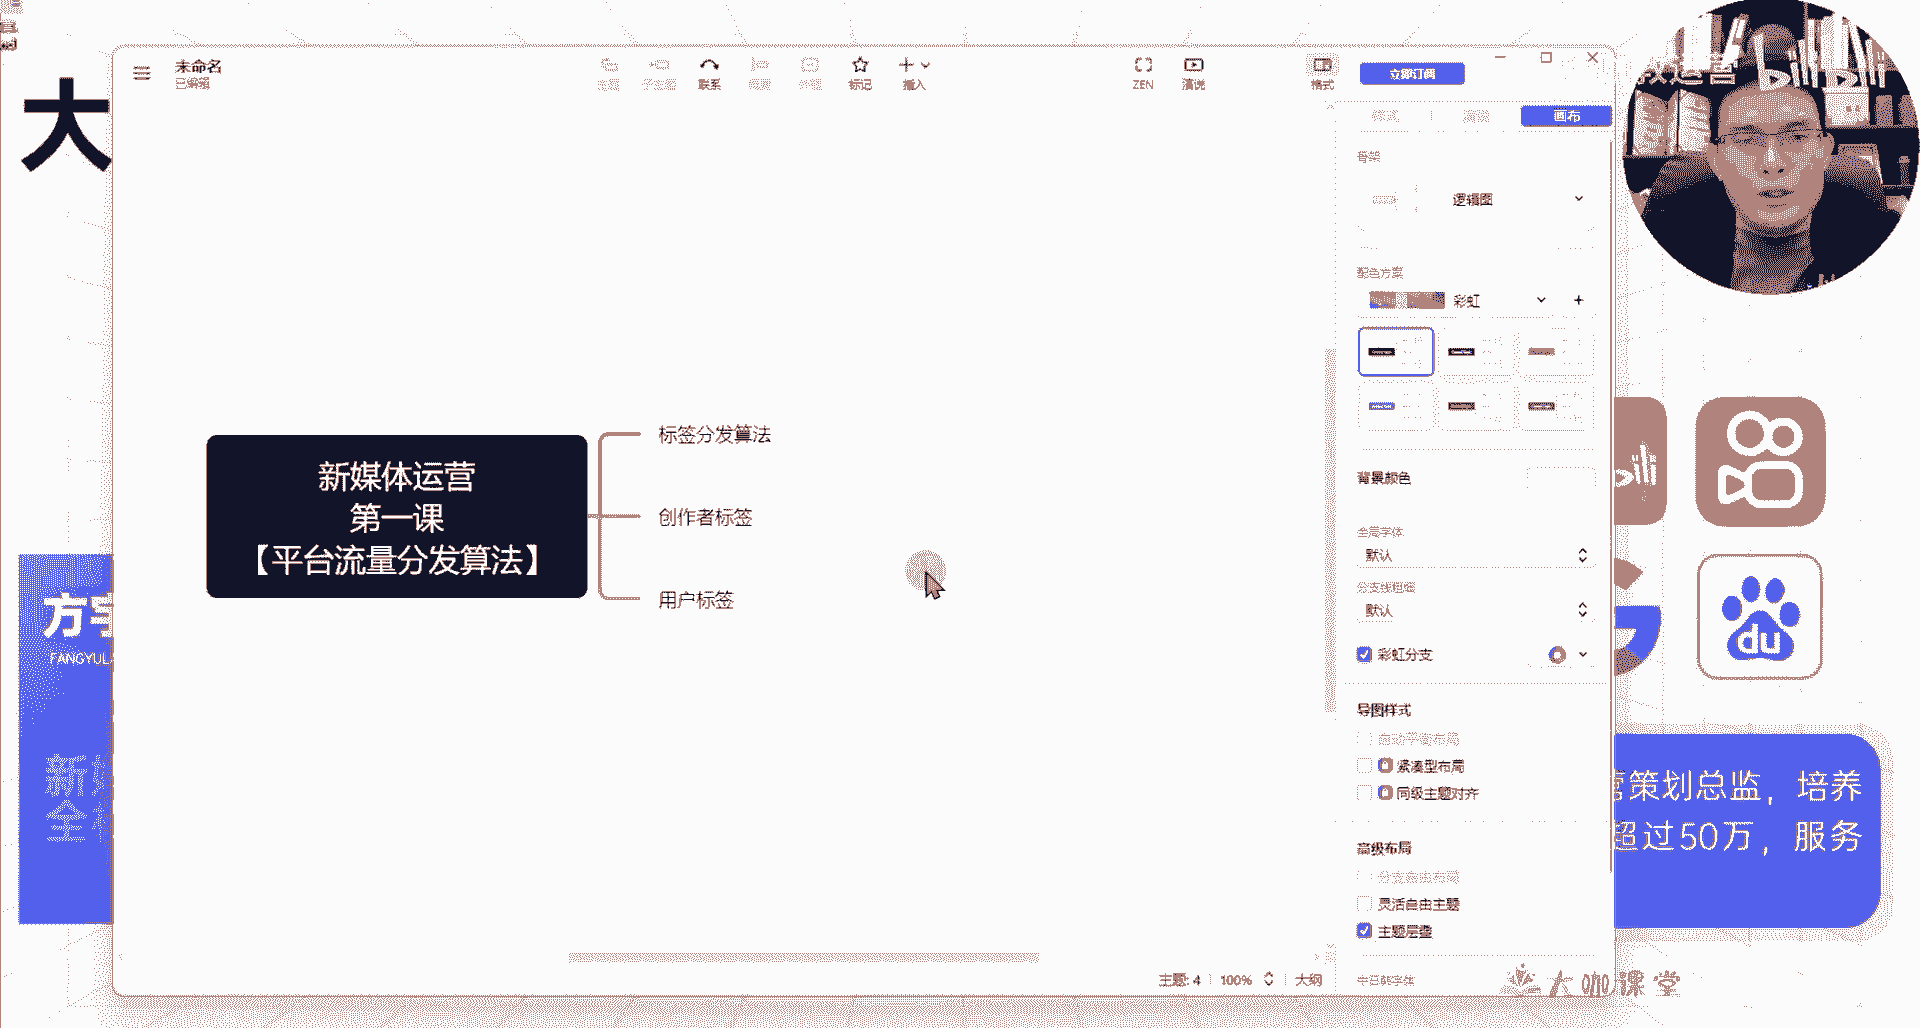 大
未命名
已编辑
主题
子主题
联系
概要
外框
标记
插入
ZEN
演说
格式
立即订阅
样式
演说
画布
骨架
逻辑图
配色方案
彩虹
背景颜色
全局字体
默认
分支线粗细
默认
彩虹分支
导图样式
自动平衡布局
紧凑型布局
同级主题对齐
高级布局
分支自由布局
灵活自由主题
主题层叠
中日韩字体
新媒体运营
第一课
【平台流量分发算法】
标签分发算法
创作者标签
用户标签
主题: 4
100%
大纲
FANGYU
新
全
bili
du
策划总监，培养
超过50万，服务
大咖课堂